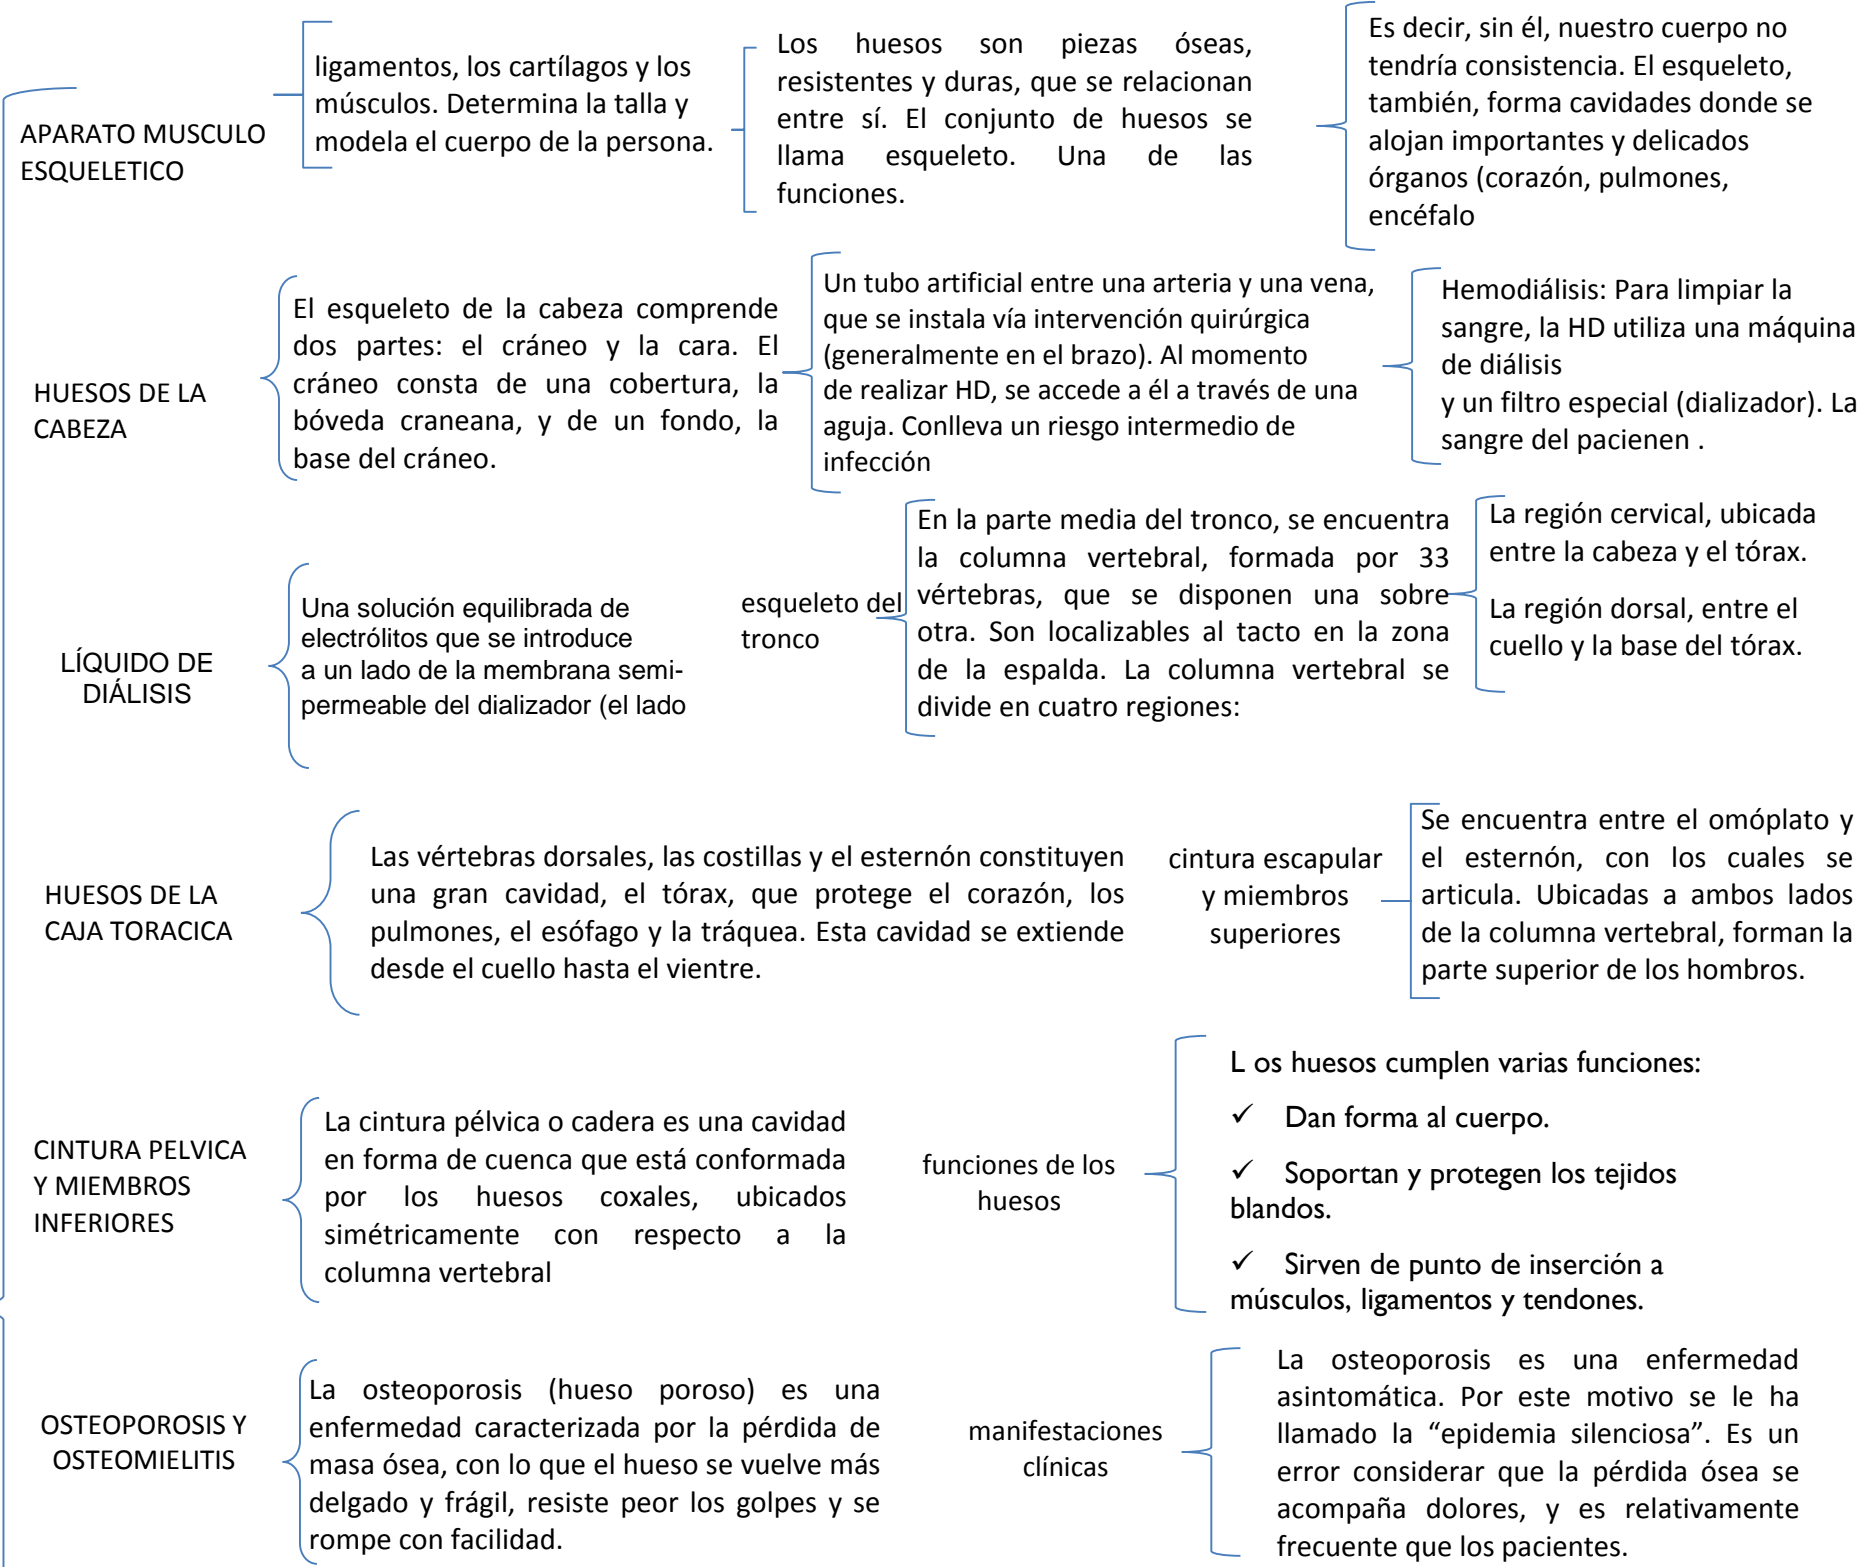 APARATO MUSCULO
ESQUELETICO
ligamentos, los cartílagos y los
músculos. Determina la talla y
modela el cuerpo de la persona.
Los huesos son piezas óseas,
resistentes y duras, que se relacionan
entre sí. El conjunto de huesos se
llama esqueleto. Una de las
funciones.
Es decir, sin él, nuestro cuerpo no
tendría consistencia. El esqueleto,
también, forma cavidades donde se
alojan importantes y delicados
órganos (corazón, pulmones,
encéfalo
HUESOS DE LA
CABEZA
El esqueleto de la cabeza comprende
dos partes: el cráneo y la cara. El
cráneo consta de una cobertura, la
bóveda craneana, y de un fondo, la
base del cráneo.
Un tubo artificial entre una arteria y una vena,
que se instala vía intervención quirúrgica
(generalmente en el brazo). Al momento
de realizar HD, se accede a él a través de una
aguja. Conlleva un riesgo intermedio de
infección
Hemodiálisis: Para limpiar la
sangre, la HD utiliza una máquina
de diálisis
y un filtro especial (dializador). La
sangre del pacienen .
LÍQUIDO DE
DIÁLISIS
Una solución equilibrada de
electrólitos que se introduce
a un lado de la membrana semi-
permeable del dializador (el lado
esqueleto del
tronco
En la parte media del tronco, se encuentra
la columna vertebral, formada por 33
vértebras, que se disponen una sobre
otra. Son localizables al tacto en la zona
de la espalda. La columna vertebral se
divide en cuatro regiones:
La región cervical, ubicada
entre la cabeza y el tórax.
La región dorsal, entre el
cuello y la base del tórax.
HUESOS DE LA
CAJA TORACICA
Las vértebras dorsales, las costillas y el esternón constituyen
una gran cavidad, el tórax, que protege el corazón, los
pulmones, el esófago y la tráquea. Esta cavidad se extiende
desde el cuello hasta el vientre.
cintura escapular
y miembros
superiores
Se encuentra entre el omóplato y
el esternón, con los cuales se
articula. Ubicadas a ambos lados
de la columna vertebral, forman la
parte superior de los hombros.
CINTURA PELVICA
Y MIEMBROS
INFERIORES
La cintura pélvica o cadera es una cavidad
en forma de cuenca que está conformada
por los huesos coxales, ubicados
simétricamente con respecto a la
columna vertebral
funciones de los
huesos
L os huesos cumplen varias funciones:
✓ Dan forma al cuerpo.
✓ Soportan y protegen los tejidos
blandos.
✓ Sirven de punto de inserción a
músculos, ligamentos y tendones.
OSTEOPOROSIS Y
OSTEOMIELITIS
La osteoporosis (hueso poroso) es una
enfermedad caracterizada por la pérdida de
masa ósea, con lo que el hueso se vuelve más
delgado y frágil, resiste peor los golpes y se
rompe con facilidad.
manifestaciones
clínicas
La osteoporosis es una enfermedad
asintomática. Por este motivo se le ha
llamado la “epidemia silenciosa”. Es un
error considerar que la pérdida ósea se
acompaña dolores, y es relativamente
frecuente que los pacientes.